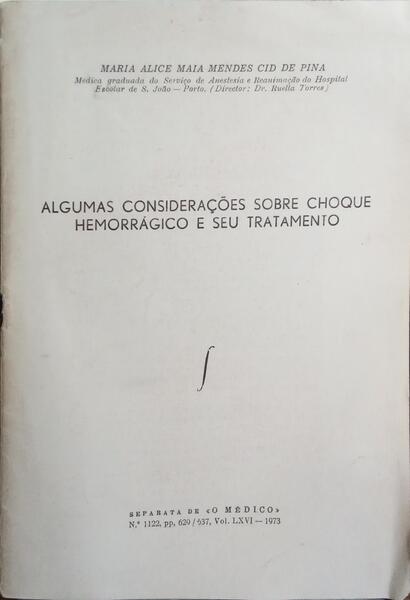 MARIA ALICE MAIA MENDES CID DE PINA
Médica graduada do Serviço de Anestesia e Reanimação do Hospital
Escolar de S. João — Porto. (Director: Dr. Ruella Torres)
ALGUMAS CONSIDERAÇÕES SOBRE CHOQUE
HEMORRÁGICO E SEU TRATAMENTO
∫
SEPARATA DE «O MÉDICO»
N.º 1122, pp, 620/637, Vol. LXVI — 1973